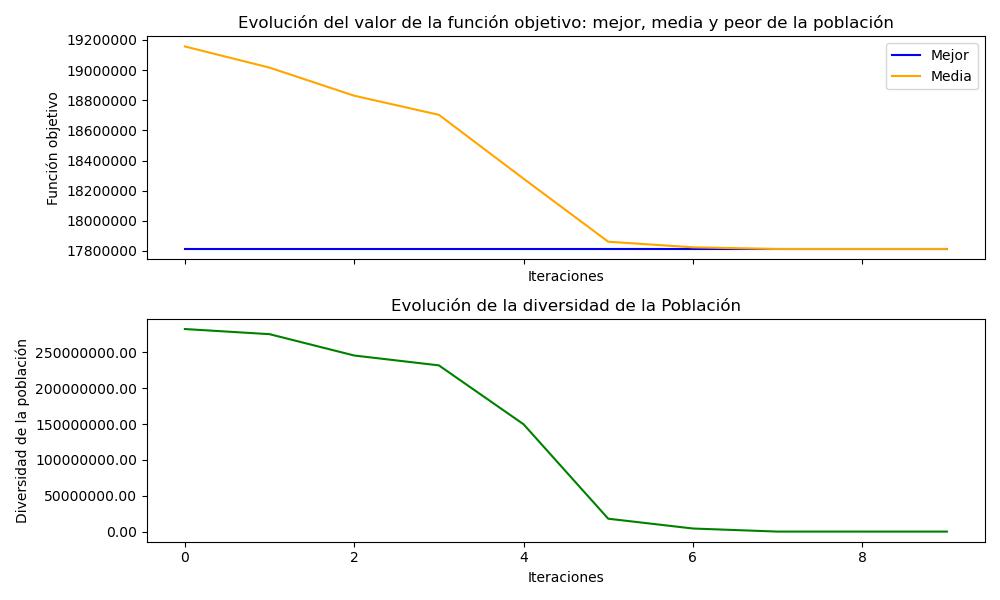 Evolución del valor de la función objetivo: mejor, media y peor de la población
19200000
19000000
18800000
18600000
18400000
18200000
18000000
17800000
Función objetivo
Mejor
Media
Iteraciones
Evolución de la diversidad de la Población
250000000.00
200000000.00
150000000.00
100000000.00
50000000.00
0.00
Diversidad de la población
0 2 4 6 8
Iteraciones